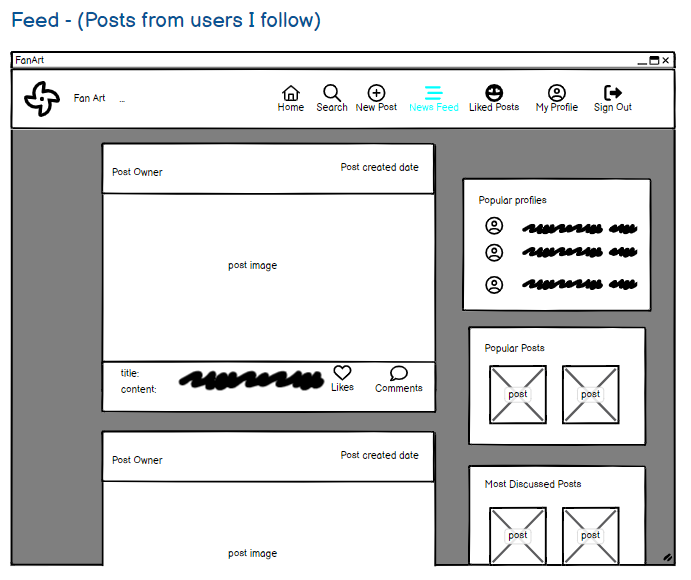 Feed - (Posts from users I follow)
FanArt
Fan Art ...
Home Search New Post News Feed Liked Posts My Profile Sign Out
Post Owner Post created date
post image
title:
content:
Likes Comments
Post Owner Post created date
post image
Popular profiles
Popular Posts
post post
Most Discussed Posts
post post